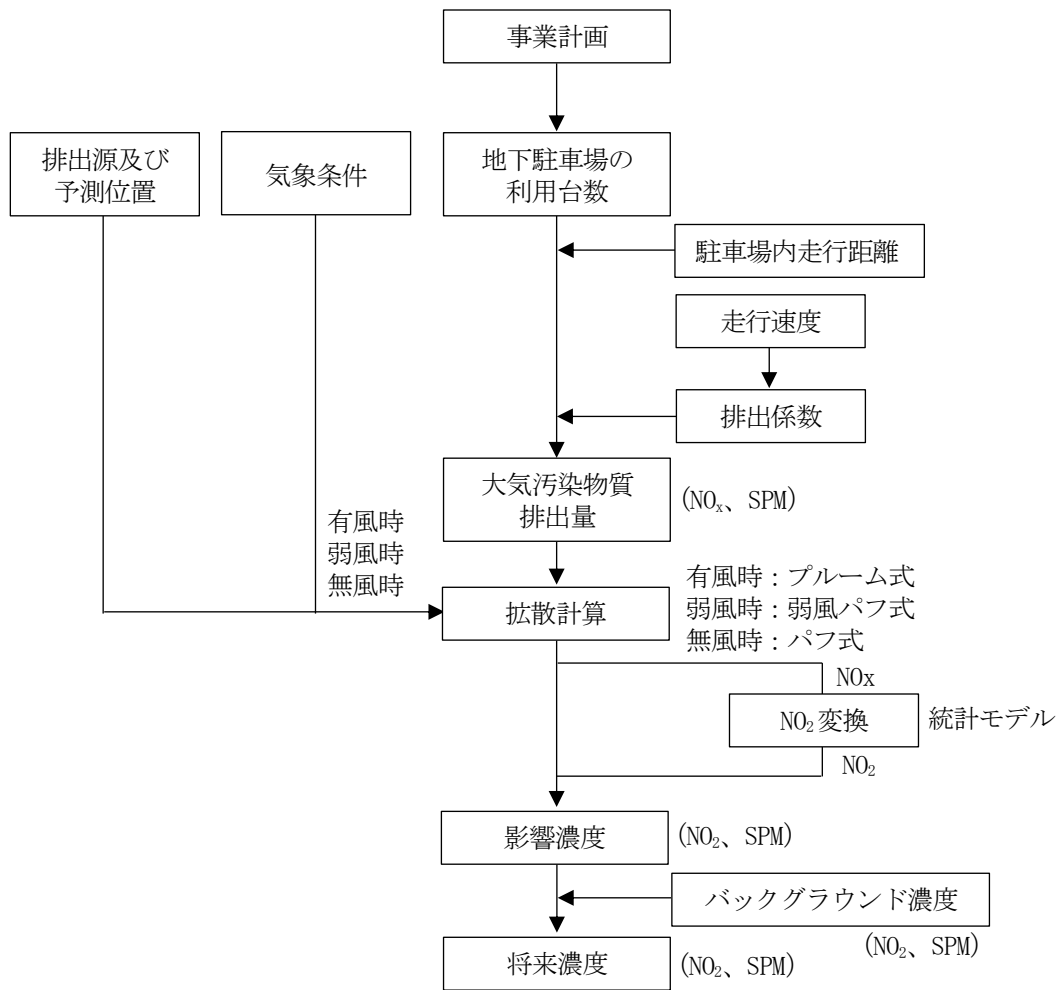 事業計画
排出源及び
予測位置
気象条件
地下駐車場の
利用台数
駐車場内走行距離
走行速度
排出係数
大気汚染物質
排出量
(NOx、SPM)
有風時
弱風時
無風時
拡散計算
有風時：プルーム式
弱風時：弱風パフ式
無風時：パフ式
NOx
NO₂変換
統計モデル
NO₂
影響濃度
(NO₂、SPM)
バックグラウンド濃度
(NO₂、SPM)
将来濃度
(NO₂、SPM)